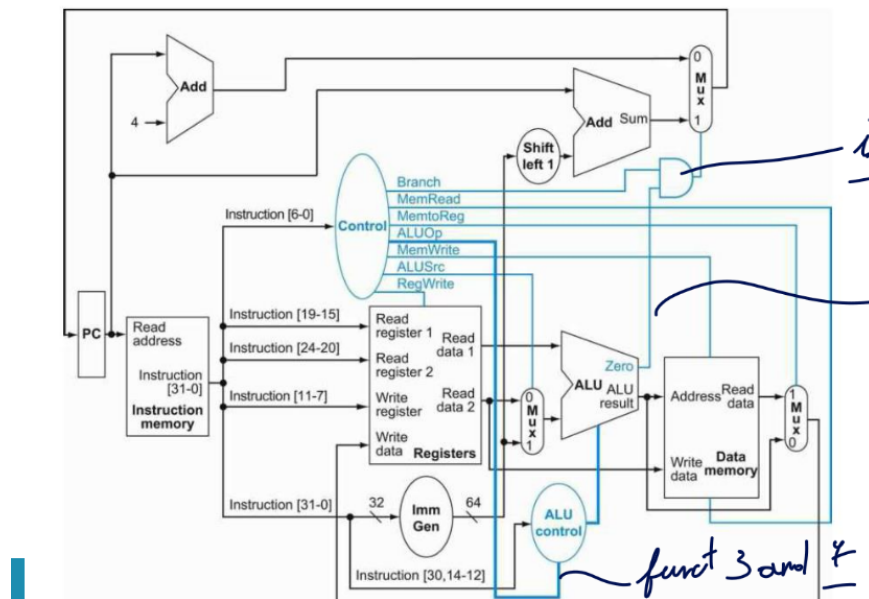 0
M
u
x
1
Add
4
Add Sum
Shift
left 1
Branch
MemRead
MemtoReg
ALUOp
MemWrite
ALUSrc
RegWrite
Control
Instruction [6-0]
PC
Read
address
Instruction
[31-0]
Instruction
memory
Instruction [19-15]
Instruction [24-20]
Instruction [11-7]
Instruction [31-0]
Read
register 1
Read
register 2
Write
register
Write
data
Read
data 1
Read
data 2
Registers
0
M
u
x
1
Zero
ALU
ALU
result
Address
Read
data
Write
data
Data
memory
1
M
u
x
0
32
Imm
Gen
64
ALU
control
Instruction [30,14-12]
funct 3 and 7